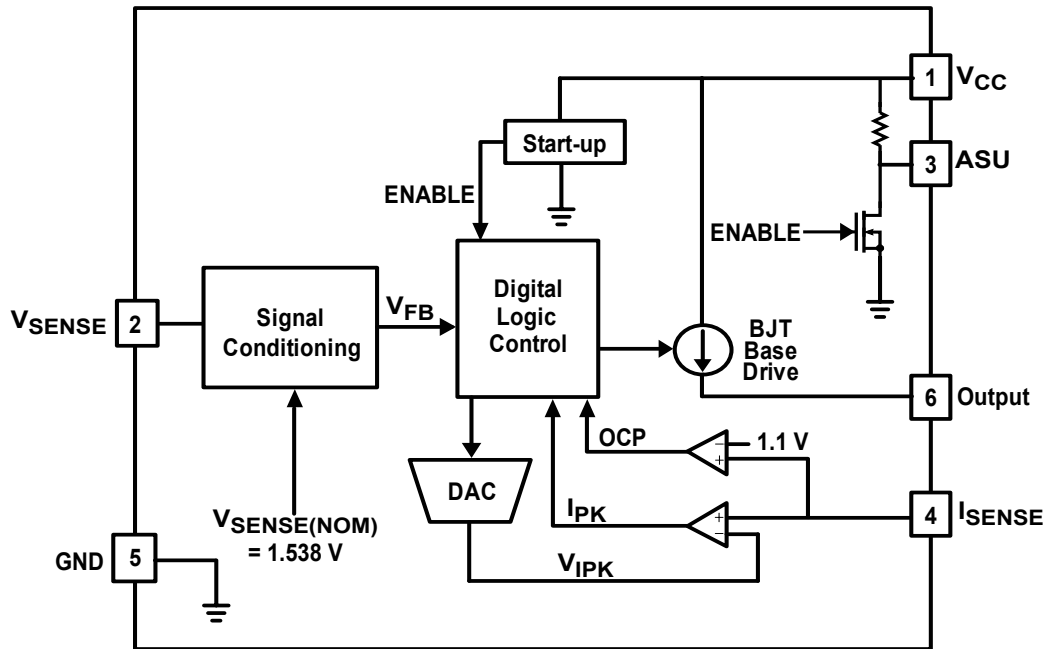 1
VCC
Start-up
3
ASU
ENABLE
ENABLE
VSENSE
2
Signal
Conditioning
VFB
Digital
Logic
Control
BJT
Base
Drive
6
Output
OCP
− 1.1 V
+
DAC
VSENSE(NOM)
= 1.538 V
IPK
+
−
4
ISENSE
GND
5
VIPK